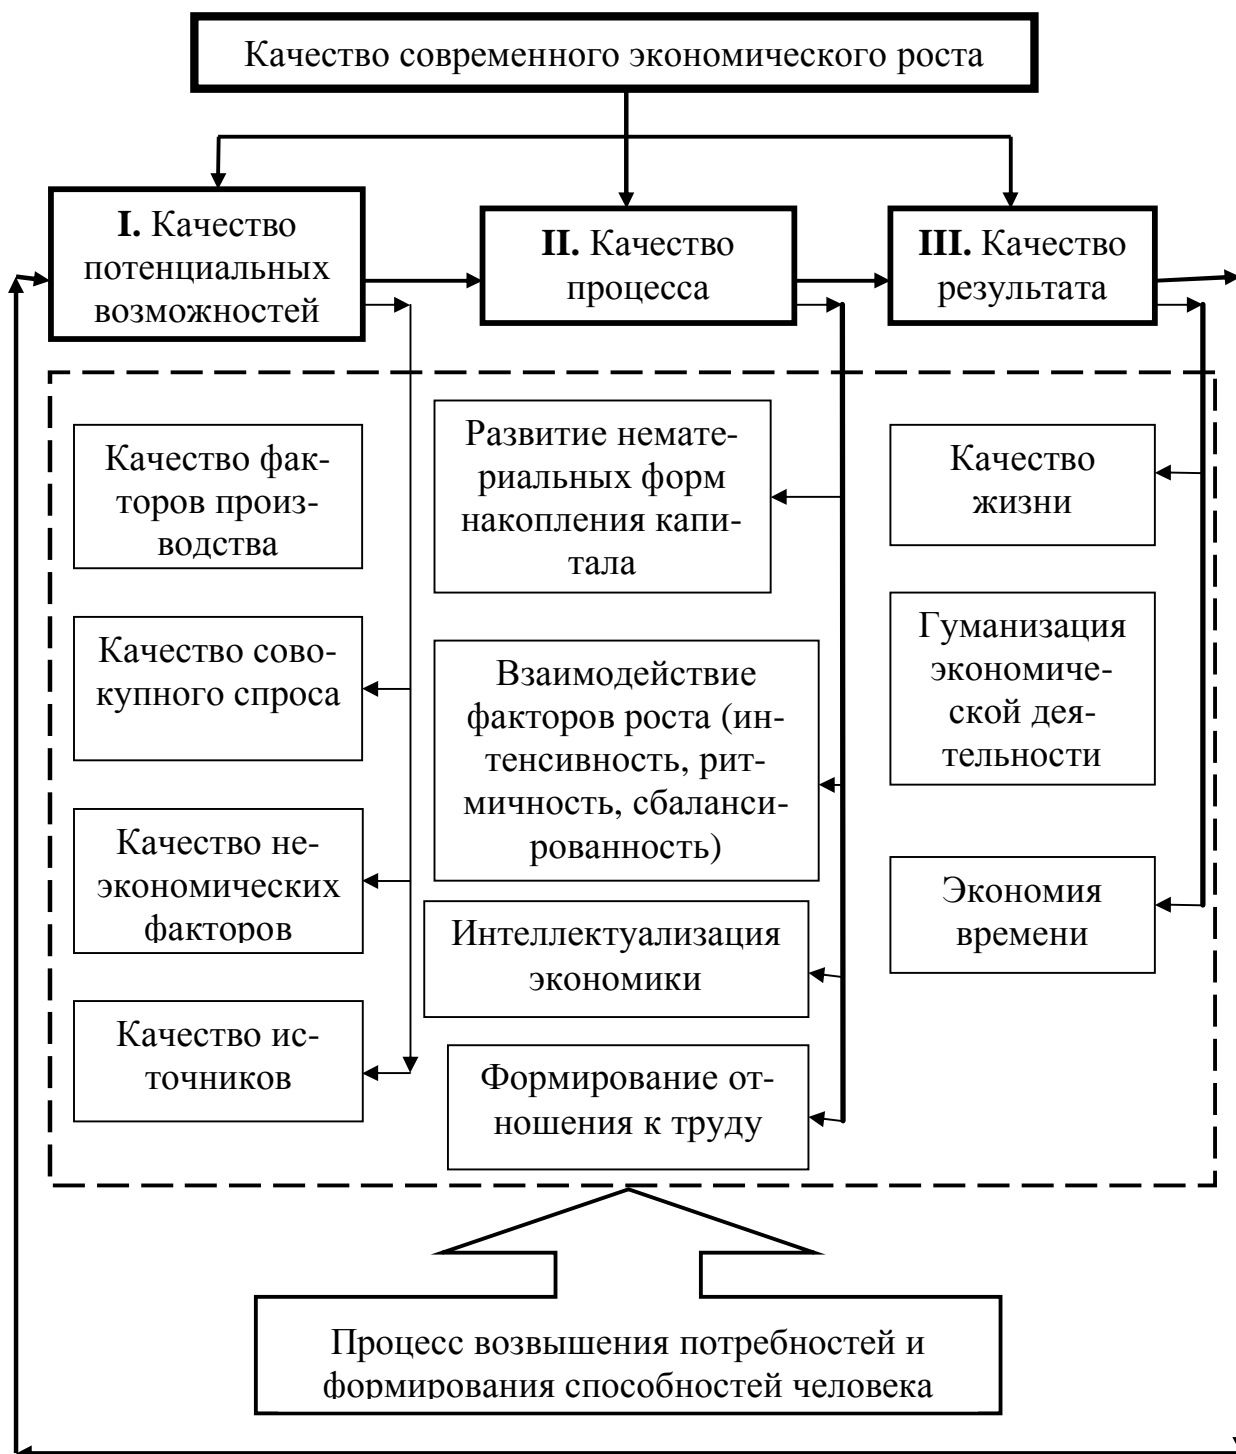 Качество современного экономического роста
I. Качество
потенциальных
возможностей
II. Качество
процесса
III. Качество
результата
Качество фак-
торов произ-
водства
Качество сово-
купного спроса
Качество не-
экономических
факторов
Качество ис-
точников
Развитие немате-
риальных форм
накопления капи-
тала
Взаимодействие
факторов роста (ин-
тенсивность, рит-
мичность, сбаланси-
рованность)
Интеллектуализация
экономики
Формирование от-
ношения к труду
Качество
жизни
Гуманизация
экономиче-
ской дея-
тельности
Экономия
времени
Процесс возвышения потребностей и
формирования способностей человека